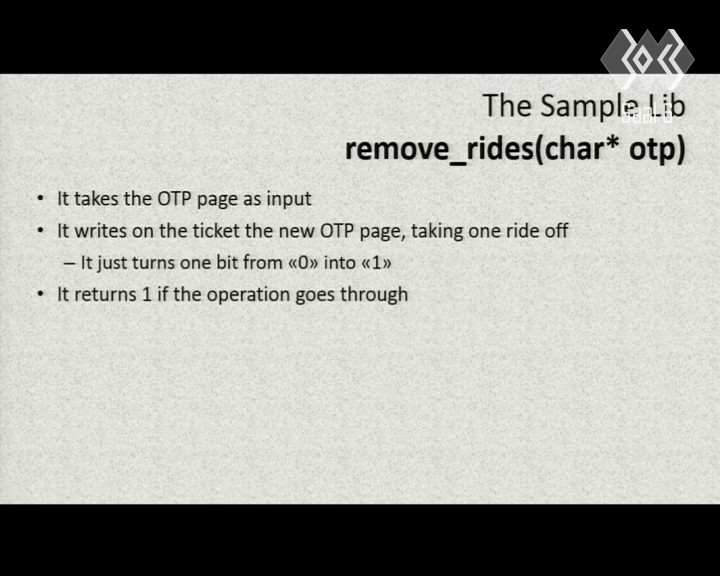 The Sample Lib
remove_rides(char* otp)
• It takes the OTP page as input
• It writes on the ticket the new OTP page, taking one ride off
– It just turns one bit from «0» into «1»
• It returns 1 if the operation goes through